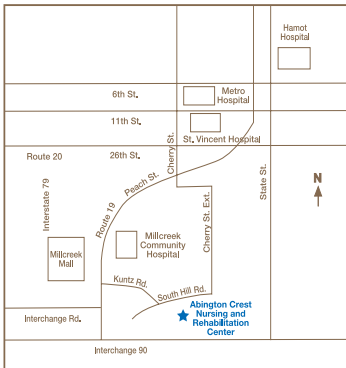 Hamot
Hospital
6th St.
Metro
Hospital
11th St.
Cherry St.
St. Vincent Hospital
Route 20
26th St.
Peach St.
State St.
N
Interstate 79
Route 19
Cherry St. Ext.
Millcreek
Mall
Millcreek
Community
Hospital
Kuntz Rd.
South Hill Rd.
Abington Crest
Nursing and
Rehabilitation
Center
Interchange Rd.
Interchange 90